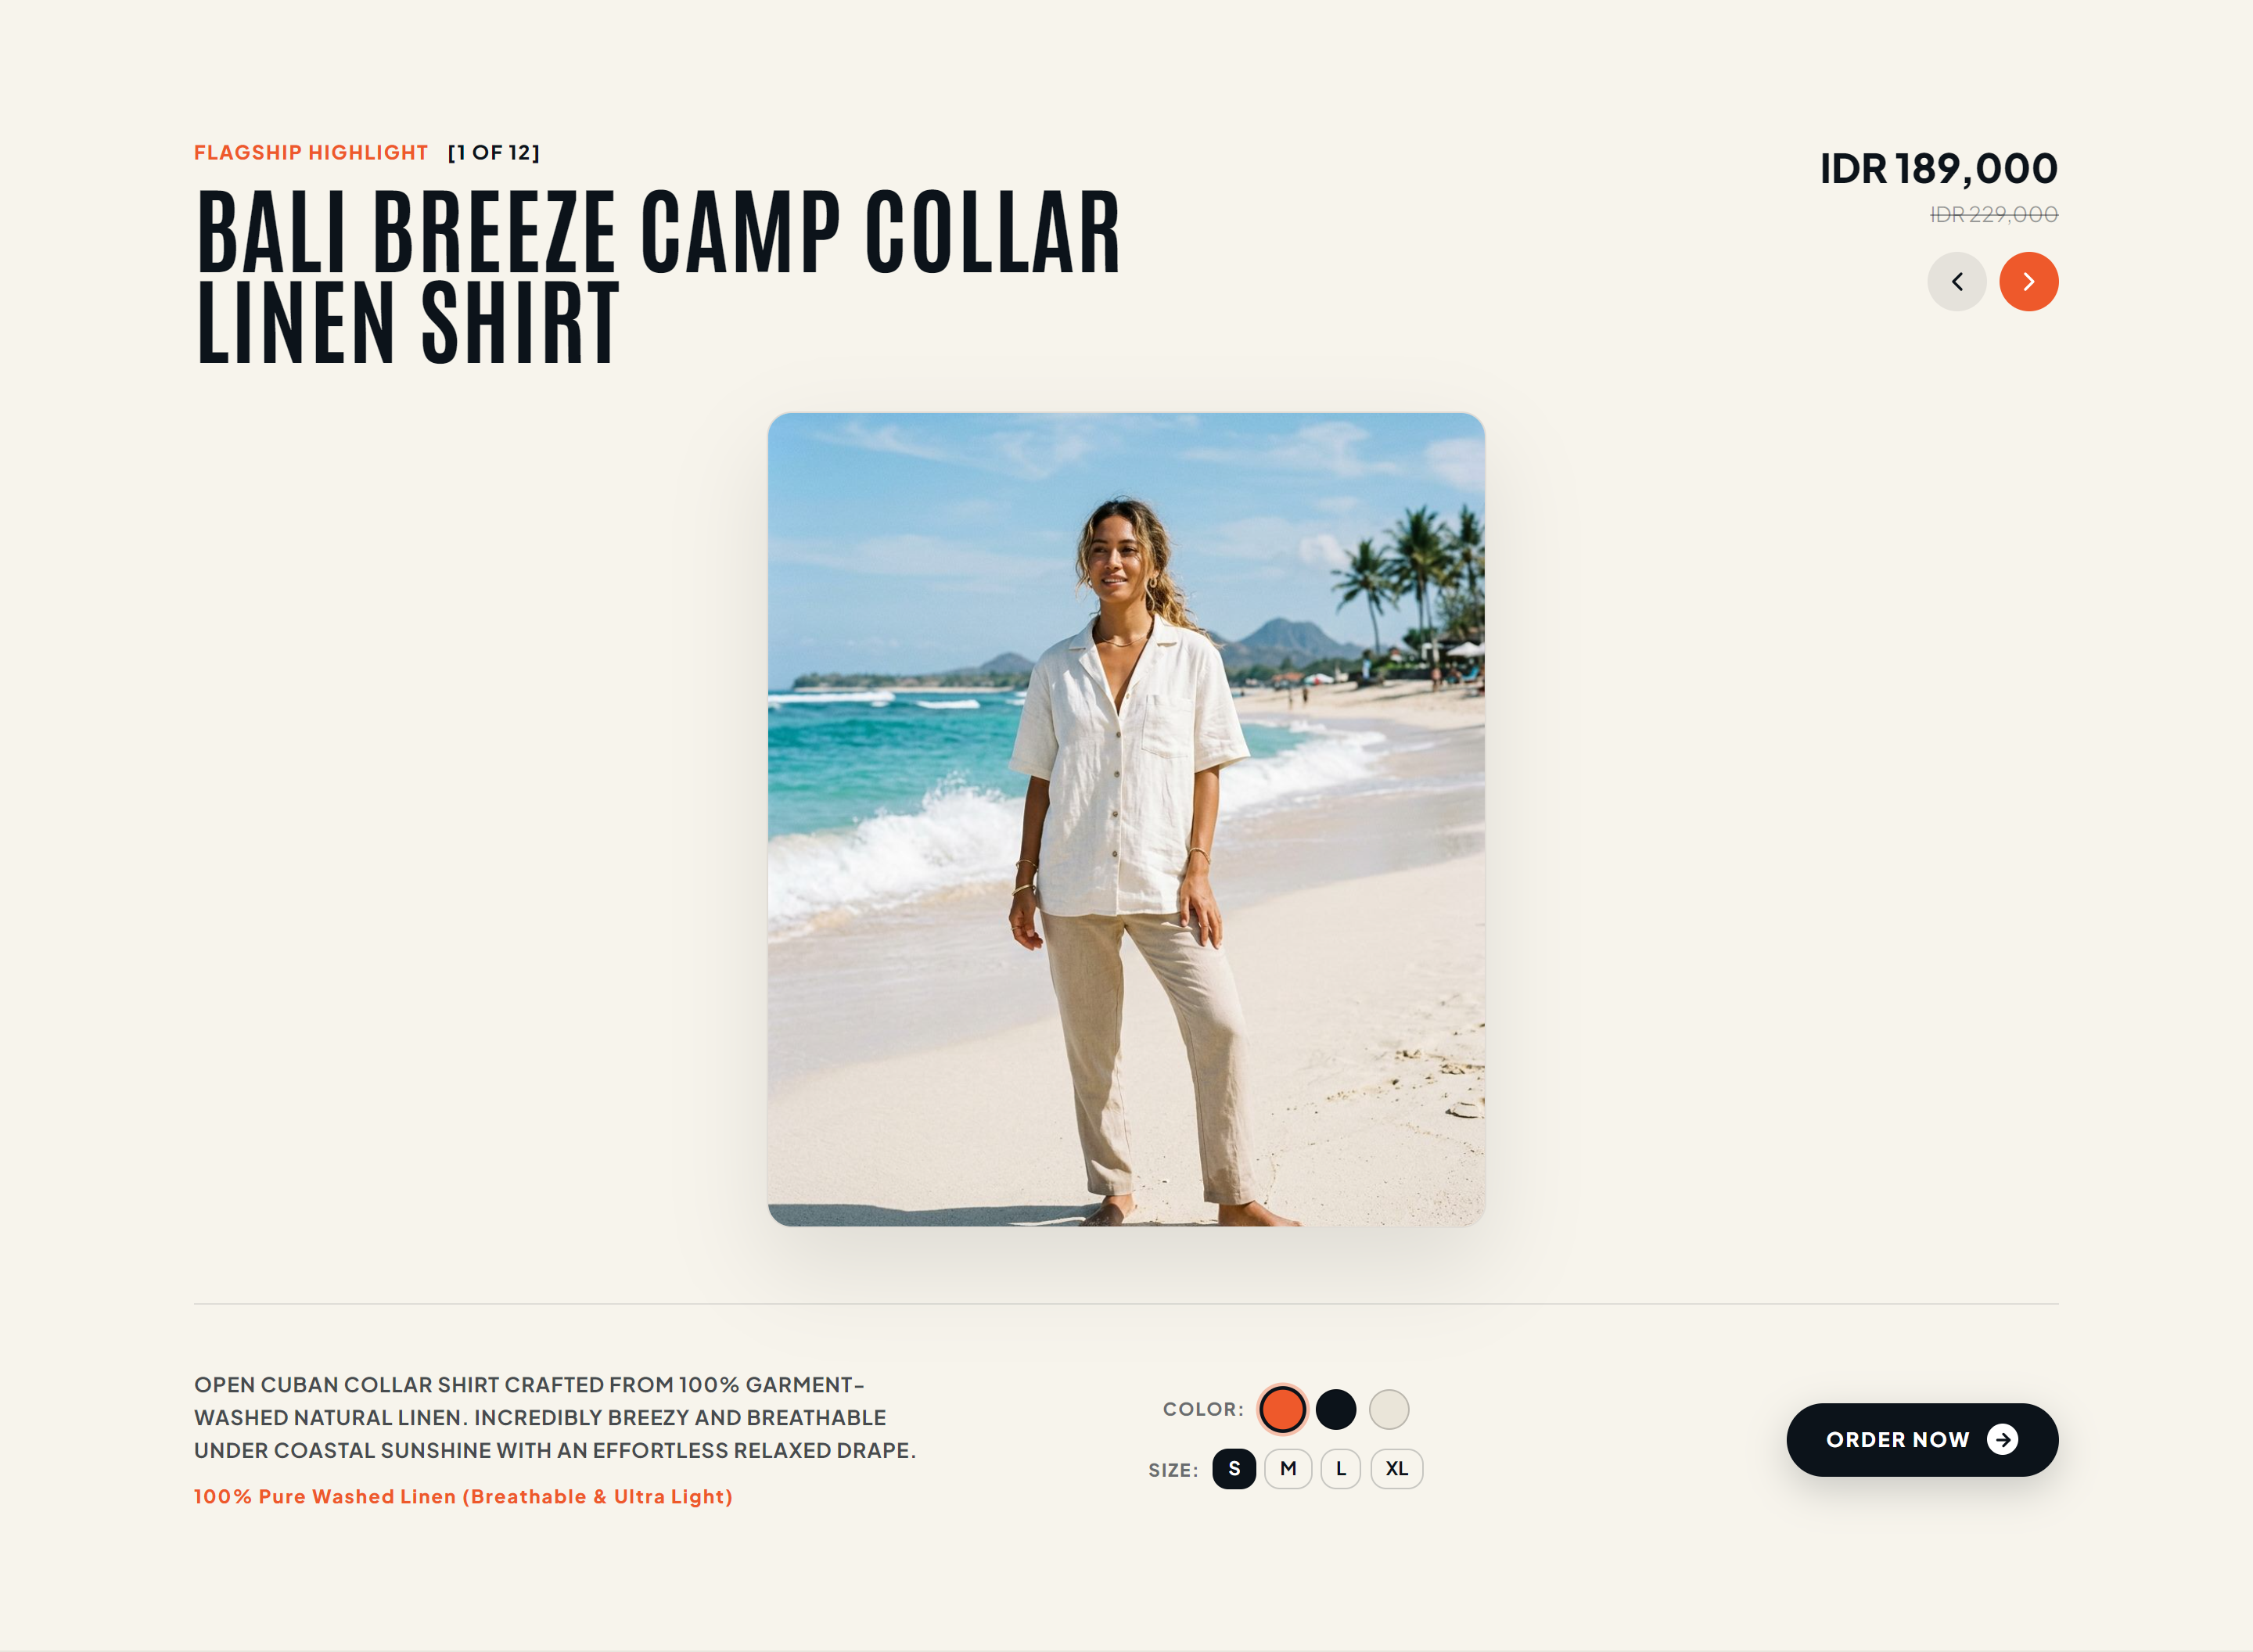 FLAGSHIP HIGHLIGHT [1 OF 12]
BALI BREEZE CAMP COLLAR
LINEN SHIRT
IDR 189,000
IDR 229,000
OPEN CUBAN COLLAR SHIRT CRAFTED FROM 100% GARMENT-
WASHED NATURAL LINEN. INCREDIBLY BREEZY AND BREATHABLE
UNDER COASTAL SUNSHINE WITH AN EFFORTLESS RELAXED DRAPE.
100% Pure Washed Linen (Breathable & Ultra Light)
COLOR:
SIZE: S M L XL
ORDER NOW